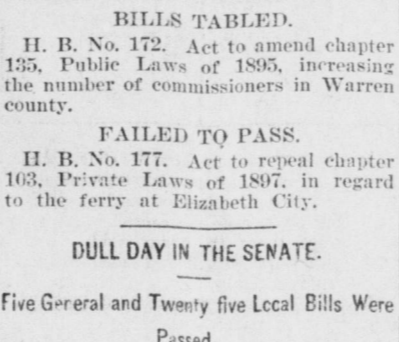 BILLS TABLED.
H. B. No. 172. Act to amend chapter
135, Public Laws of 1895, increasing
the number of commissioners in Warren
county.
FAILED TO PASS.
H. B. No. 177. Act to repeal chapter
103, Private Laws of 1897, in regard
to the ferry at Elizabeth City.
DULL DAY IN THE SENATE.
Five General and Twenty five Local Bills Were
Passed